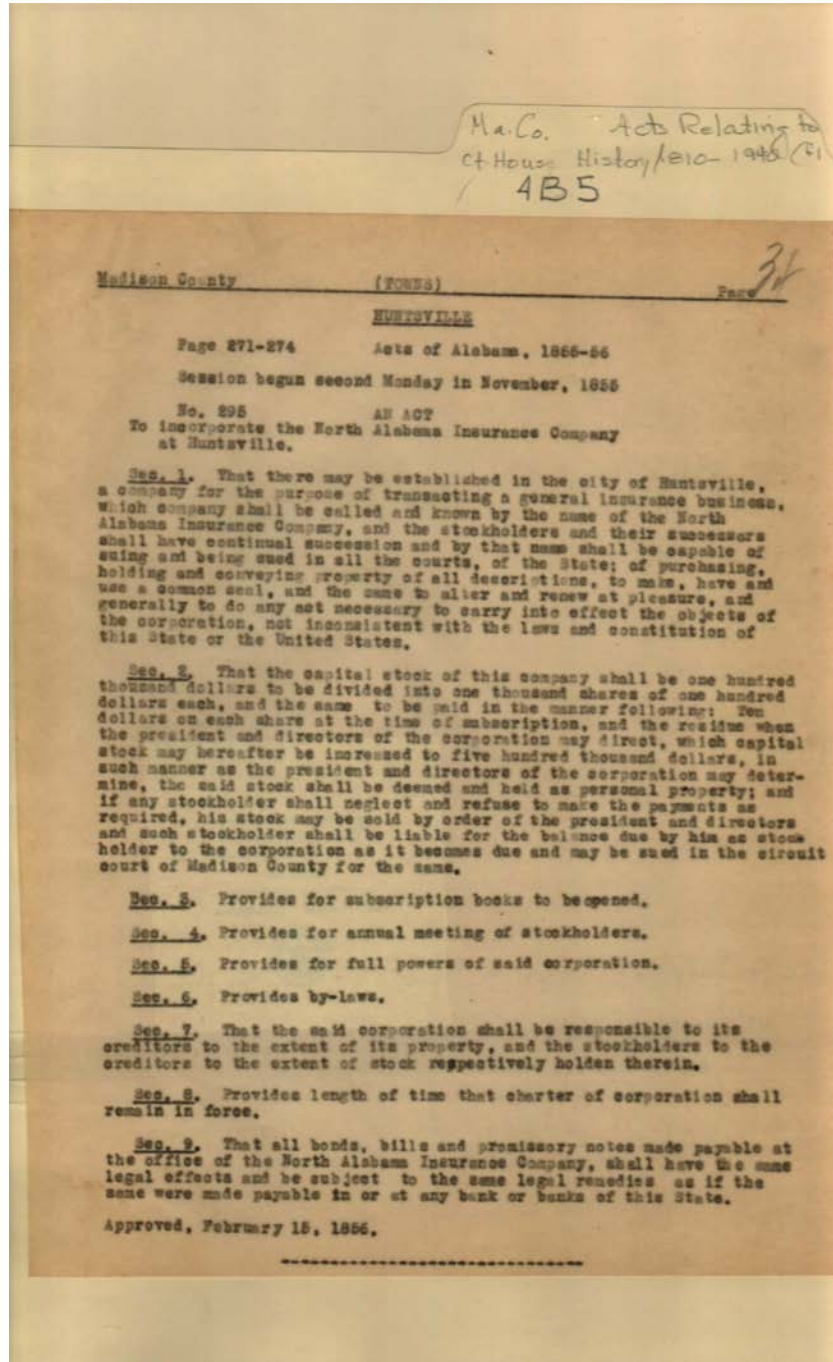 Ma. Co. Acts Relating to
Ct House History 1810-1940
4B5
Madison County (TOWNS) Page
HUNTSVILLE
Page 271-274 Acts of Alabama, 1855-56
Session begun second Monday in November, 1855
No. 295 AN ACT
To incorporate the North Alabama Insurance Company
at Huntsville.
Sec. 1. That there may be established in the city of Huntsville,
a company for the purpose of transacting a general insurance business,
which company shall be called and known by the name of the North
Alabama Insurance Company, and the stockholders and their successors
shall have continual succession and by that name shall be capable of
suing and being sued in all the courts, of the State; of purchasing,
holding and conveying property of all descriptions, to make, have and
use a common seal, and the same to alter and renew at pleasure, and
generally to do any act necessary to carry into effect the objects of
the corporation, not inconsistent with the laws and constitution of
this State or the United States.
Sec. 2. That the capital stock of this company shall be one hundred
thousand dollars to be divided into one thousand shares of one hundred
dollars each, and the same to be paid in the manner following: Ten
dollars on each share at the time of subscription, and the residue when
the president and directors of the corporation may direct, which capital
stock may hereafter be increased to five hundred thousand dollars, in
such manner as the president and directors of the corporation may deter-
mine, the said stock shall be deemed and held as personal property; and
if any stockholder shall neglect and refuse to make the payments as
required, his stock may be sold by order of the president and directors
and such stockholder shall be liable for the balance due by him as stock
holder to the corporation as it becomes due and may be sued in the circuit
court of Madison County for the same.
Sec. 3. Provides for subscription books to beopened.
Sec. 4. Provides for annual meeting of stockholders.
Sec. 5. Provides for full powers of said corporation.
Sec. 6. Provides by-laws.
Sec. 7. That the said corporation shall be responsible to its
creditors to the extent of its property, and the stockholders to the
creditors to the extent of stock respectively holden therein.
Sec. 8. Provides length of time that charter of corporation shall
remain in force.
Sec. 9. That all bonds, bills and promissory notes made payable at
the office of the North Alabama Insurance Company, shall have the same
legal effects and be subject to the same legal remedies as if the
same were made payable in or at any bank or banks of this State.
Approved, February 15, 1856.